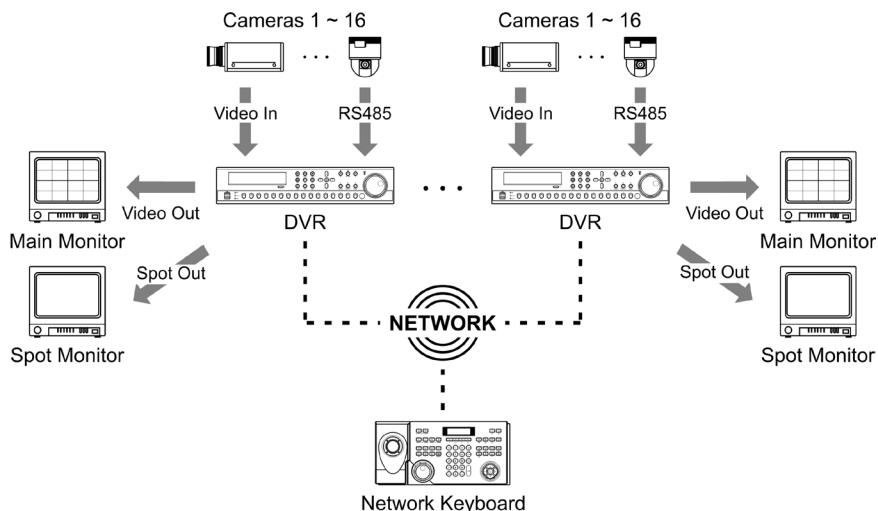 Cameras 1 ~ 16
Cameras 1 ~ 16
Video In
RS485
Video In
RS485
Video Out
DVR
DVR
Video Out
Main Monitor
Main Monitor
Spot Out
Spot Out
NETWORK
Spot Monitor
Spot Monitor
Network Keyboard